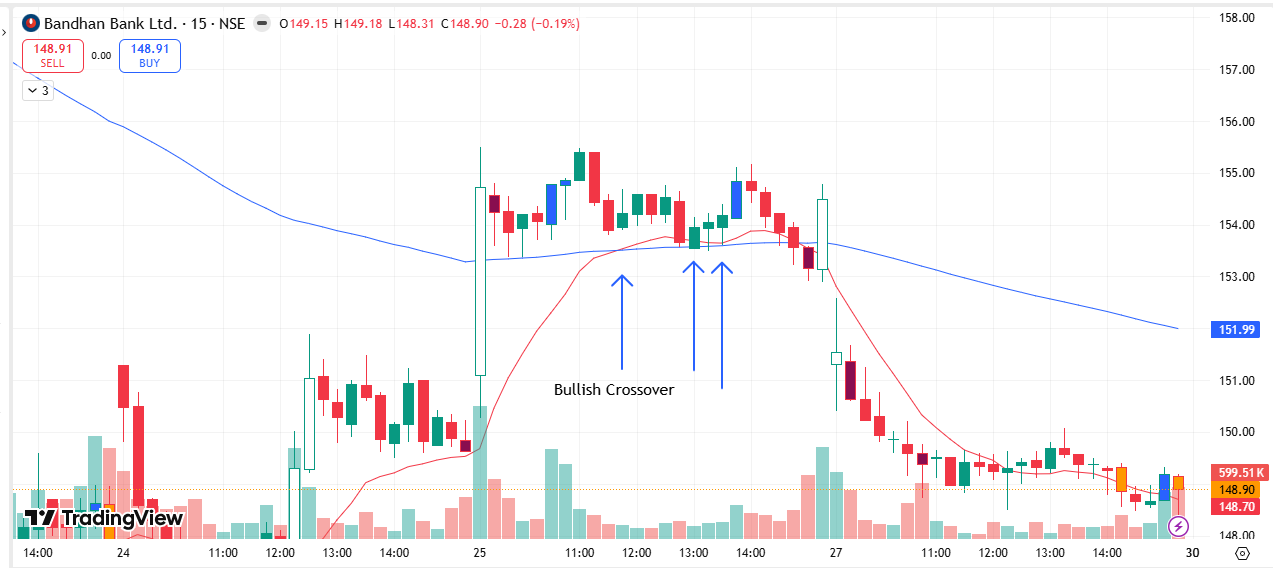 Bandhan Bank Ltd. · 15 · NSE O149.15 H149.18 L148.31 C148.90 −0.28 (−0.19%)
148.91 SELL
0.00
148.91 BUY
3
158.00
157.00
156.00
155.00
154.00
153.00
151.99
151.00
150.00
599.51 K
148.90
148.70
148.00
Bullish Crossover
TradingView
14:00 24 11:00 12:00 13:00 14:00 25 11:00 12:00 13:00 14:00 27 11:00 12:00 13:00 14:00 30